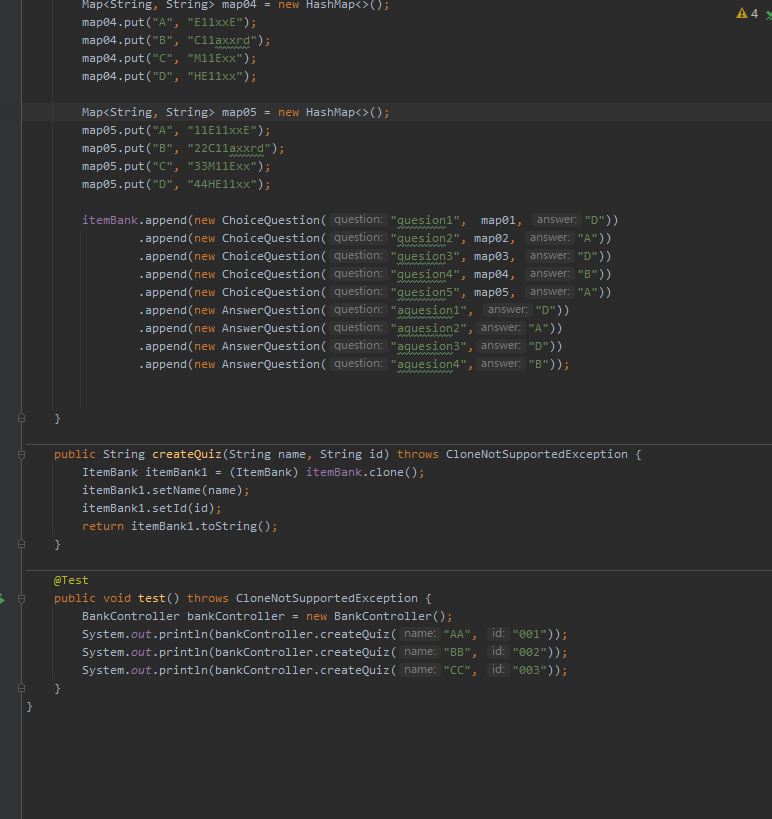 4
Map<String, String> map04 = new HashMap<>();
map04.put("A", "E11xxE");
map04.put("B", "C11axxrd");
map04.put("C", "M11Exx");
map04.put("D", "HE11xx");
Map<String, String> map05 = new HashMap<>();
map05.put("A", "11E11xxE");
map05.put("B", "22C11axxrd");
map05.put("C", "33M11Exx");
map05.put("D", "44HE11xx");
itemBank.append(new ChoiceQuestion( question: "quesion1",  map01,  answer: "D"))
.append(new ChoiceQuestion( question: "quesion2", map02,  answer: "A"))
.append(new ChoiceQuestion( question: "quesion3", map03,  answer: "D"))
.append(new ChoiceQuestion( question: "quesion4", map04,  answer: "B"))
.append(new ChoiceQuestion( question: "quesion5", map05,  answer: "A"))
.append(new AnswerQuestion( question: "aquesion1",  answer: "D"))
.append(new AnswerQuestion( question: "aquesion2", answer: "A"))
.append(new AnswerQuestion( question: "aquesion3", answer: "D"))
.append(new AnswerQuestion( question: "aquesion4", answer: "B"));
}
public String createQuiz(String name, String id) throws CloneNotSupportedException {
ItemBank itemBank1 = (ItemBank) itemBank.clone();
itemBank1.setName(name);
itemBank1.setId(id);
return itemBank1.toString();
}
@Test
public void test() throws CloneNotSupportedException {
BankController bankController = new BankController();
System.out.println(bankController.createQuiz( name: "AA",  id: "001"));
System.out.println(bankController.createQuiz( name: "BB",  id: "002"));
System.out.println(bankController.createQuiz( name: "CC",  id: "003"));
}
}